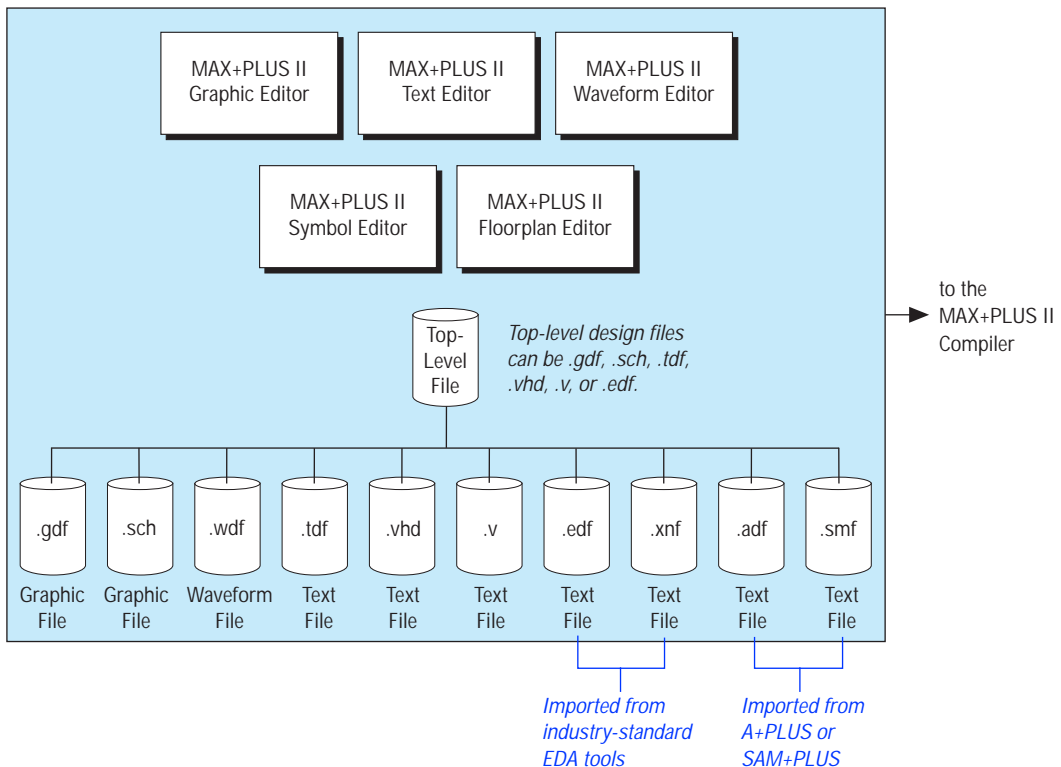 MAX+PLUS II
Graphic Editor
MAX+PLUS II
Text Editor
MAX+PLUS II
Waveform Editor
MAX+PLUS II
Symbol Editor
MAX+PLUS II
Floorplan Editor
to the
MAX+PLUS II
Compiler
Top-
Level
File
Top-level design files
can be .gdf, .sch, .tdf,
.vhd, .v, or .edf.
.gdf
.sch
.wdf
.tdf
.vhd
.v
.edf
.xnf
.adf
.smf
Graphic
File
Graphic
File
Waveform
File
Text
File
Text
File
Text
File
Text
File
Text
File
Text
File
Text
File
Imported from
industry-standard
EDA tools
Imported from
A+PLUS or
SAM+PLUS